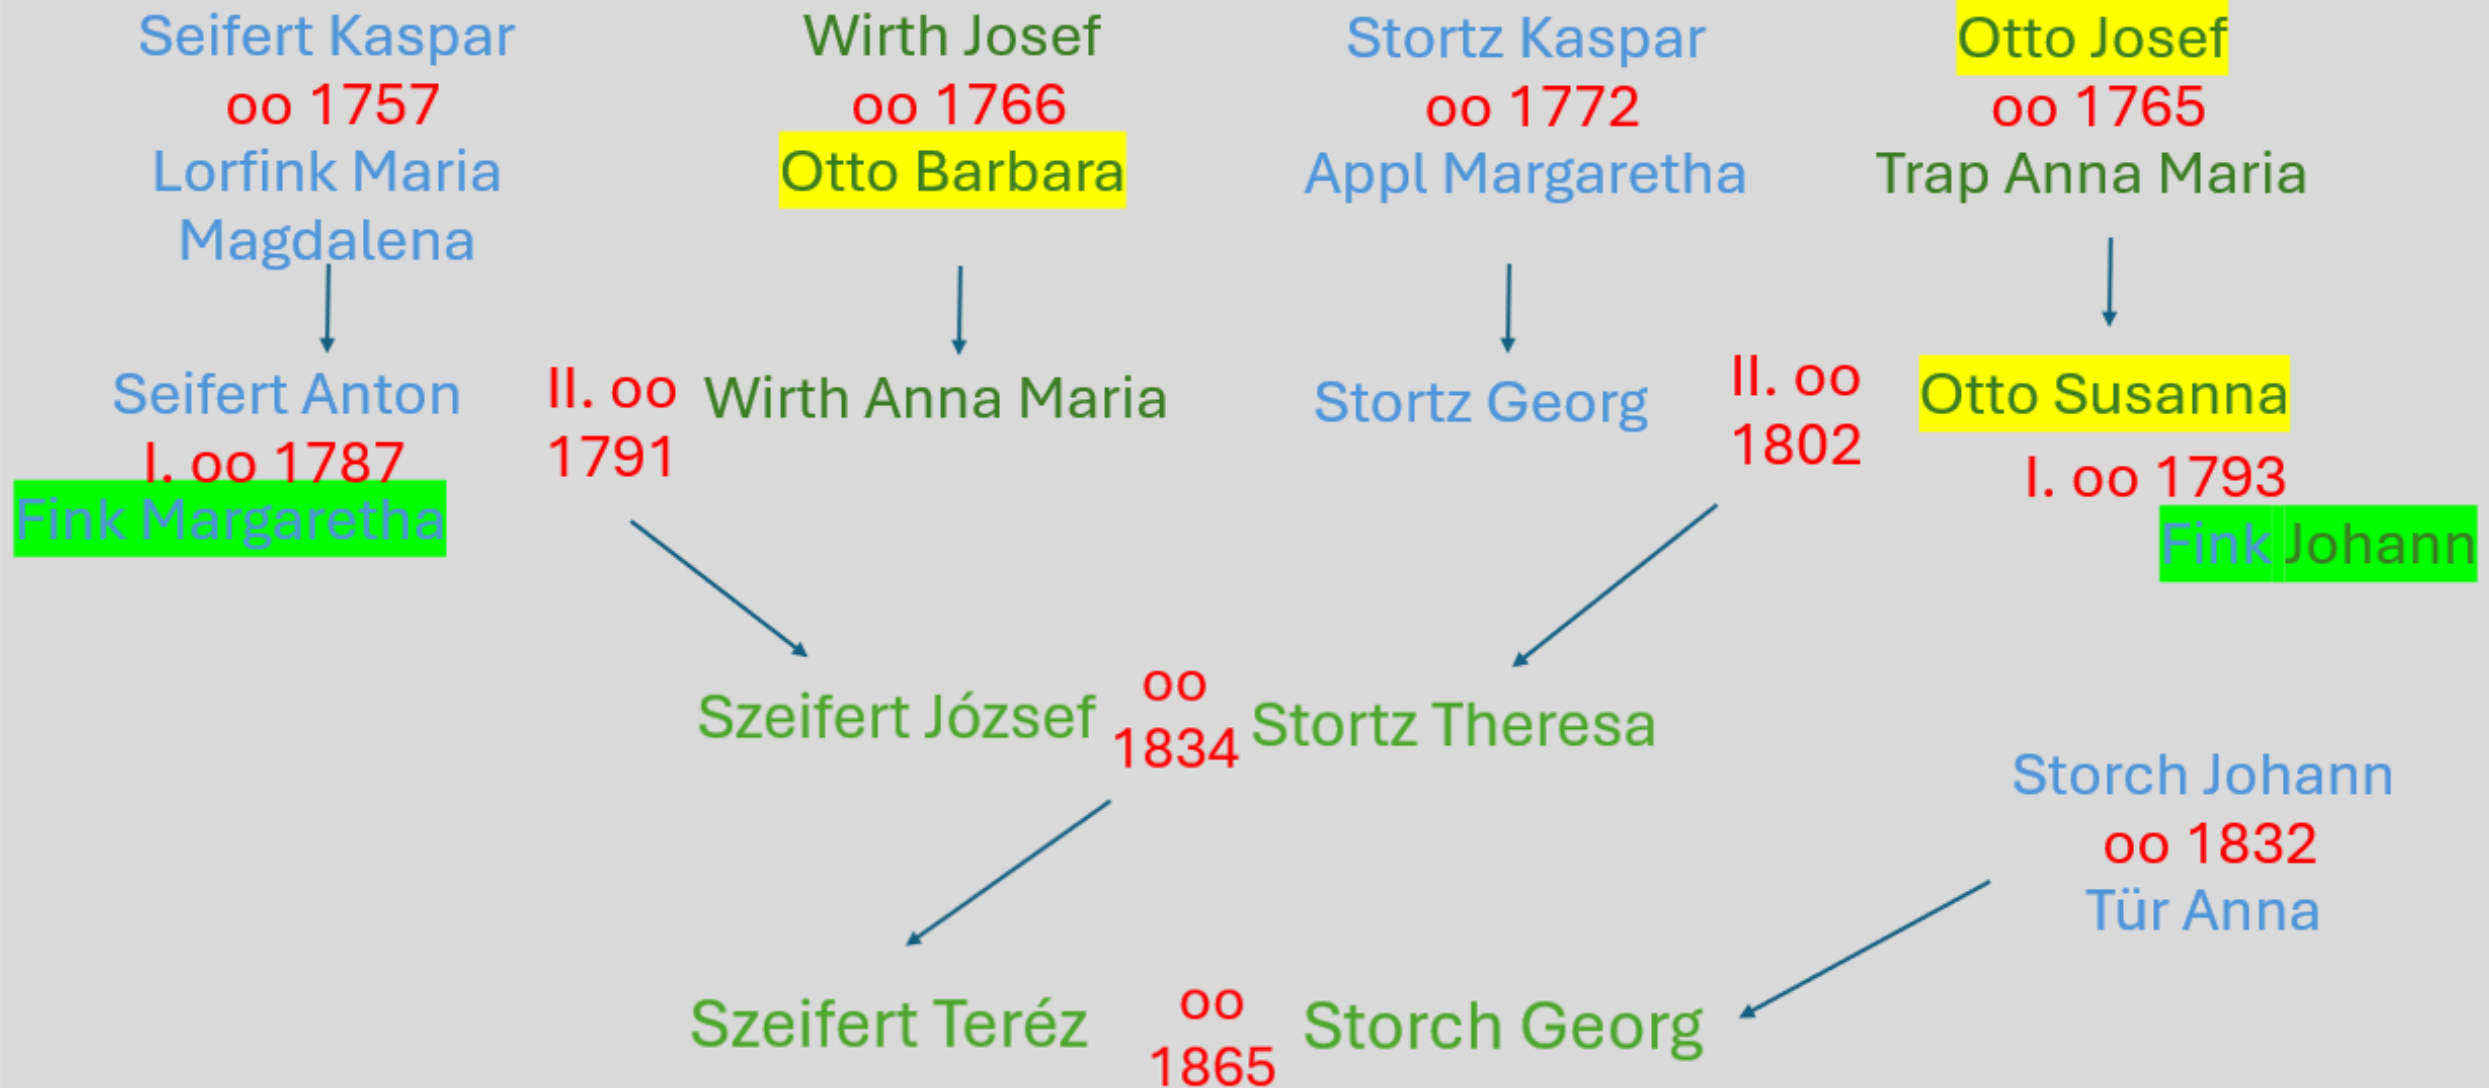 Seifert Kaspar
oo 1757
Lorfink Maria
Magdalena
Wirth Josef
oo 1766
Otto Barbara
Stortz Kaspar
oo 1772
Appl Margaretha
Otto Josef
oo 1765
Trap Anna Maria
Seifert Anton
I. oo 1787
Fink Margaretha
II. oo
1791
Wirth Anna Maria
Stortz Georg
II. oo
1802
Otto Susanna
I. oo 1793
Fink Johann
Szeifert József
oo
1834
Stortz Theresa
Storch Johann
oo 1832
Tür Anna
Szeifert Teréz
oo
1865
Storch Georg